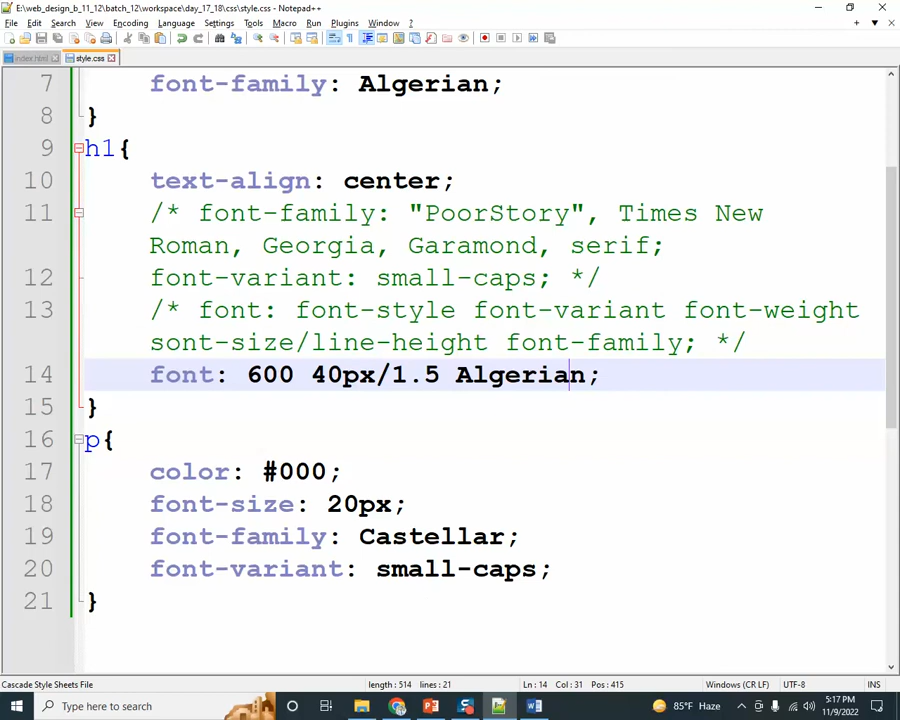 E:\web_design_b_11_12\batch_12\workspace\day_17_18\css\style.css - Notepad++
File Edit Search View Encoding Language Settings Tools Macro Run Plugins Window ?
index.html style.css
7 font-family: Algerian;
8 }
9 h1{
10 text-align: center;
11 /* font-family: "PoorStory", Times New
Roman, Georgia, Garamond, serif;
12 font-variant: small-caps; */
13 /* font: font-style font-variant font-weight
sont-size/line-height font-family; */
14 font: 600 40px/1.5 Algerian;
15 }
16 p{
17 color: #000;
18 font-size: 20px;
19 font-family: Castellar;
20 font-variant: small-caps;
21 }
Cascade Style Sheets File length : 514 lines : 21 Ln : 14 Col : 31 Pos : 415 Windows (CR LF) UTF-8 INS
Type here to search 85°F Haze 5:17 PM
11/9/2022